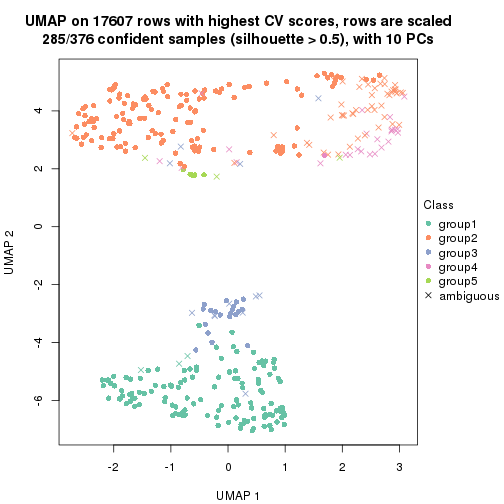 UMAP on 17607 rows with highest CV scores, rows are scaled
285/376 confident samples (silhouette > 0.5), with 10 PCs
UMAP 2
4
2
0
-2
-4
-6
-2
-1
0
1
2
3
UMAP 1
Class
group1
group2
group3
group4
group5
ambiguous